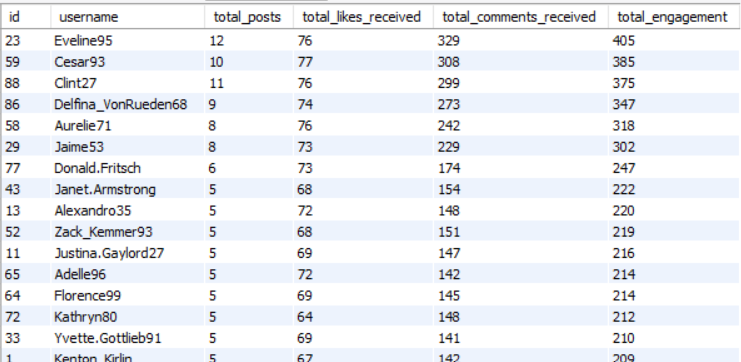 id username total_posts total_likes_received total_comments_received total_engagement
23 Eveline95 12 76 329 405
59 Cesar93 10 77 308 385
88 Clint27 11 76 299 375
86 Delfina_VonRueden68 9 74 273 347
58 Aurelie71 8 76 242 318
29 Jaime53 8 73 229 302
77 Donald.Fritsch 6 73 174 247
43 Janet.Armstrong 5 68 154 222
13 Alexandro35 5 72 148 220
52 Zack_Kemmer93 5 68 151 219
11 Justina.Gaylord27 5 69 147 216
65 Adelle96 5 72 142 214
64 Florence99 5 69 145 214
72 Kathryn80 5 64 148 212
33 Yvette.Gottlieb91 5 69 141 210
1 Kenton_Kirlin 5 67 142 209